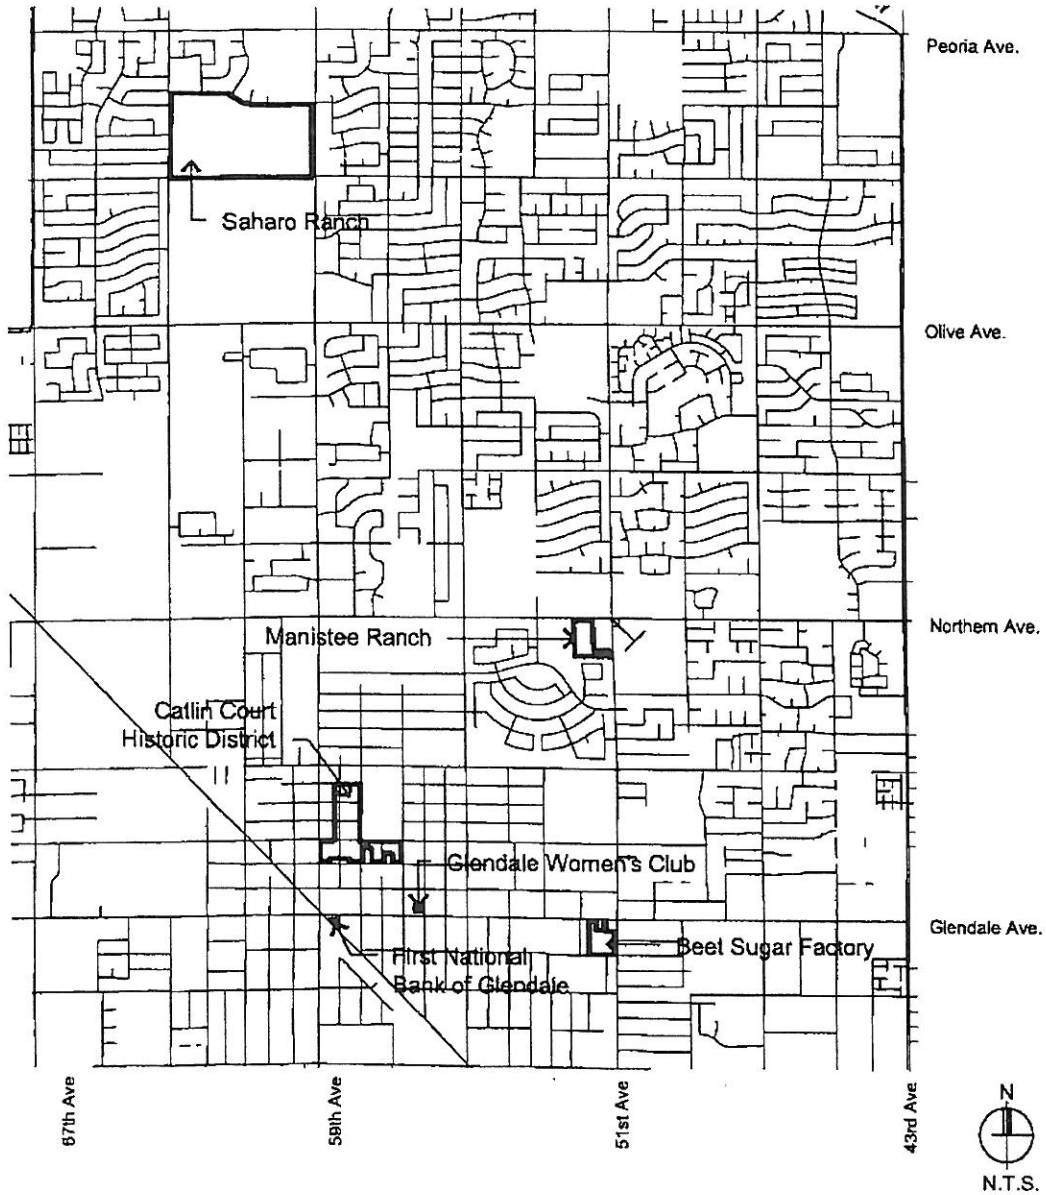 Peoria Ave.
Saharo Ranch
Olive Ave.
Northern Ave.
Manistee Ranch
Catlin Court
Historic District
Glendale Women's Club
Glendale Ave.
First National
Bank of Glendale
Beet Sugar Factory
67th Ave
59th Ave
51st Ave
43rd Ave
N
N.T.S.